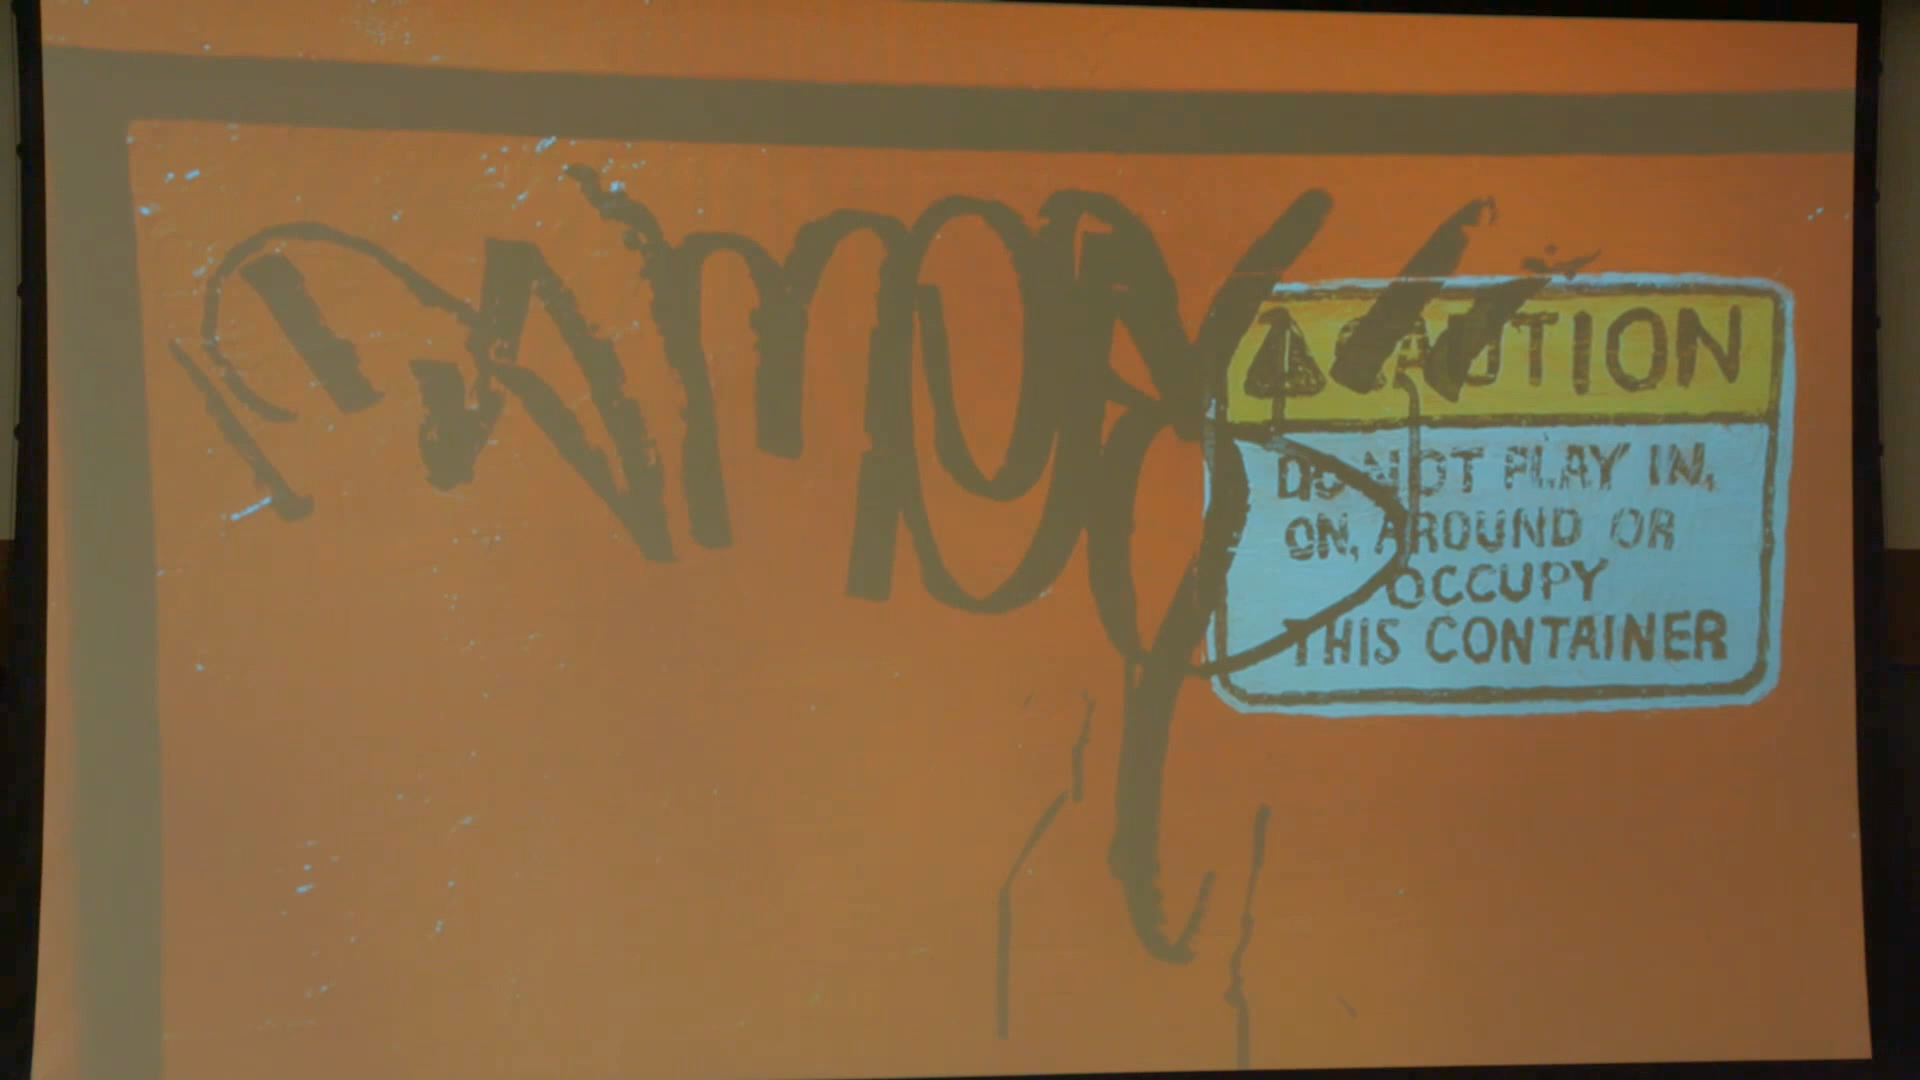 CAUTION
DO NOT PLAY IN,
ON, AROUND OR
OCCUPY
THIS CONTAINER